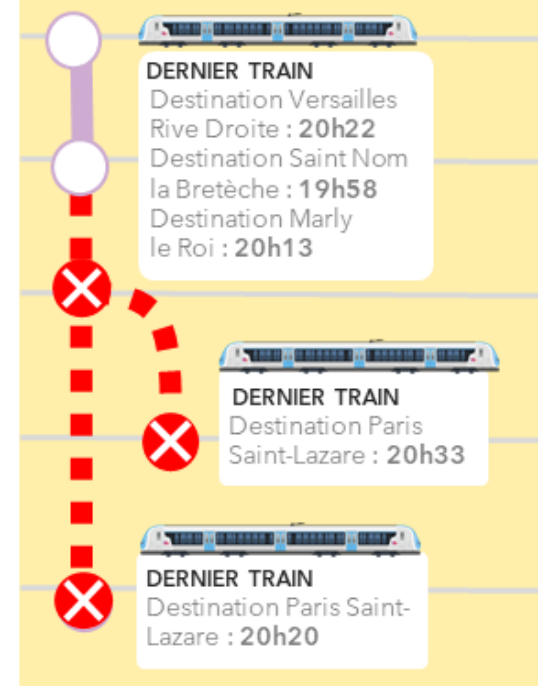 DERNIER TRAIN
Destination Versailles
Rive Droite : 20h22
Destination Saint Nom
la Bretèche : 19h58
Destination Marly
le Roi : 20h13
DERNIER TRAIN
Destination Paris
Saint-Lazare : 20h33
DERNIER TRAIN
Destination Paris Saint-
Lazare : 20h20